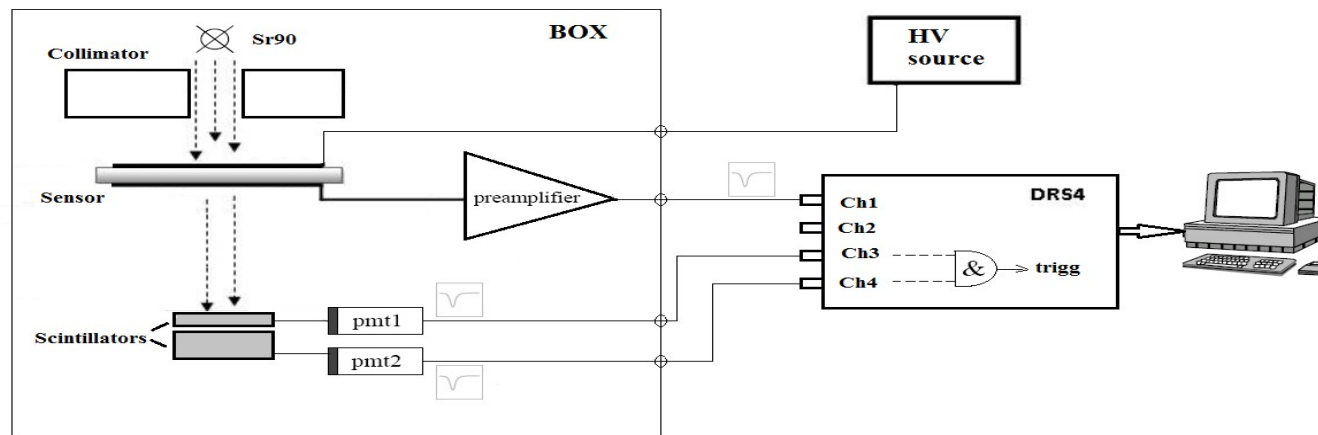 Sr90
BOX
Collimator
HV
source
Sensor
preamplifier
DRS4
Ch1
Ch2
Ch3
Ch4
&
trigg
Scintillators
pmt1
pmt2